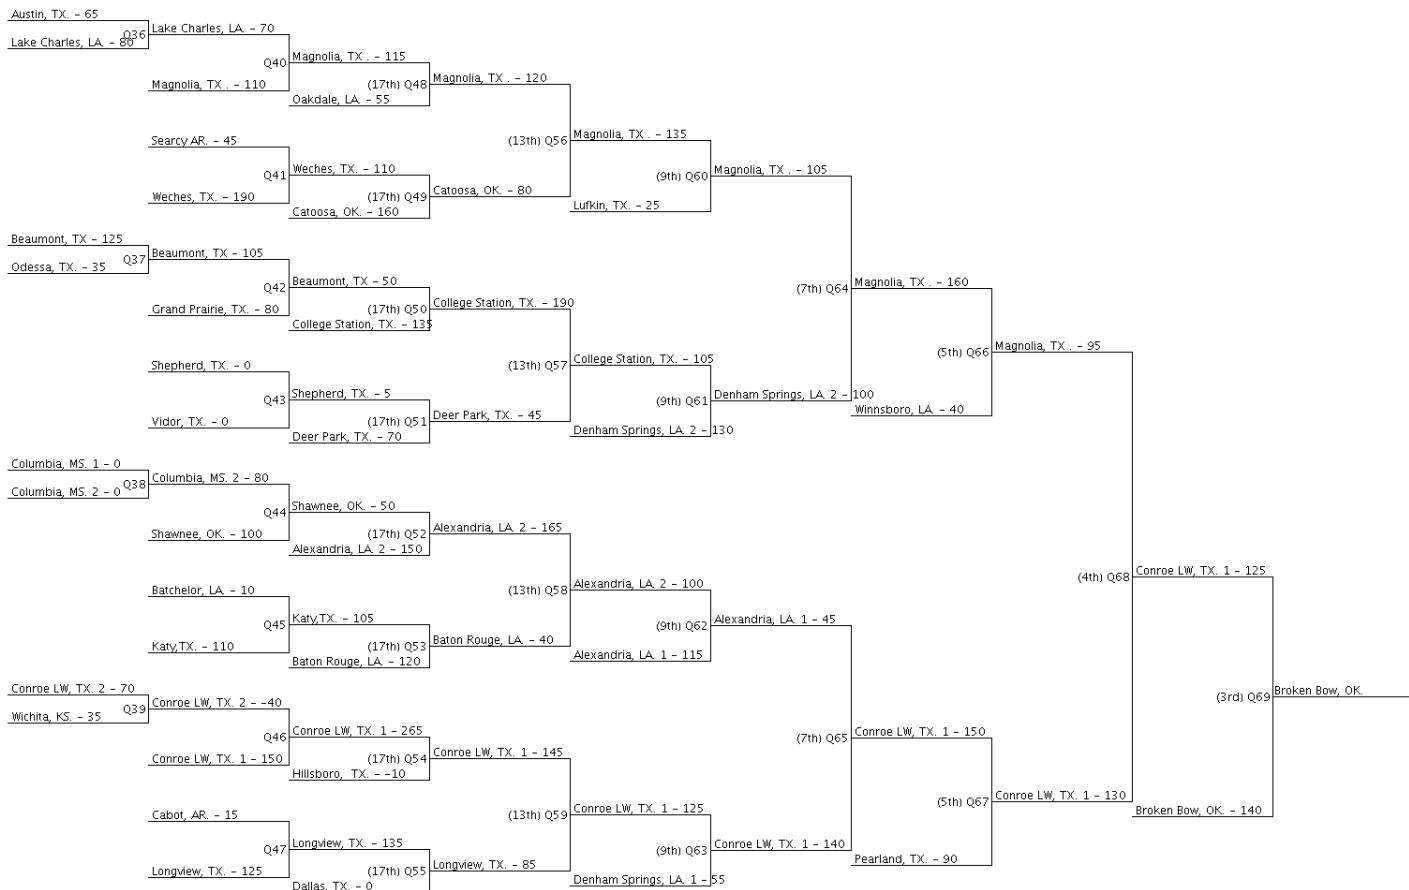 Austin, TX. – 65
Lake Charles, LA. – 80
Q36
Lake Charles, LA. – 70
Magnolia, TX . – 110
Q40
Magnolia, TX . – 115
Oakdale, LA. – 55
(17th) Q48
Magnolia, TX . – 120
Searcy AR. – 45
Weches, TX. – 190
Q41
Weches, TX. – 110
Catoosa, OK. – 160
(17th) Q49
Catoosa, OK. – 80
(13th) Q56
Magnolia, TX . – 135
Lufkin, TX. – 25
(9th) Q60
Magnolia, TX . – 105
Beaumont, TX – 125
Odessa, TX. – 35
Q37
Beaumont, TX – 105
Grand Prairie, TX. – 80
Q42
Beaumont, TX – 50
College Station, TX. – 135
(17th) Q50
College Station, TX. – 190
Shepherd, TX. – 0
Vidor, TX. – 0
Q43
Shepherd, TX. – 5
Deer Park, TX. – 70
(17th) Q51
Deer Park, TX. – 45
(13th) Q57
College Station, TX. – 105
Denham Springs, LA. 2 – 130
(9th) Q61
Denham Springs, LA. 2 – 100
(7th) Q64
Magnolia, TX . – 160
Winnsboro, LA. – 40
(5th) Q66
Magnolia, TX . – 95
Columbia, MS. 1 – 0
Columbia, MS. 2 – 0
Q38
Columbia, MS. 2 – 80
Shawnee, OK. – 100
Q44
Shawnee, OK. – 50
Alexandria, LA. 2 – 150
(17th) Q52
Alexandria, LA. 2 – 165
Batchelor, LA. – 10
Katy,TX. – 110
Q45
Katy,TX. – 105
Baton Rouge, LA. – 120
(17th) Q53
Baton Rouge, LA. – 40
(13th) Q58
Alexandria, LA. 2 – 100
Alexandria, LA. 1 – 115
(9th) Q62
Alexandria, LA. 1 – 45
Conroe LW, TX. 2 – 70
Wichita, KS. – 35
Q39
Conroe LW, TX. 2 – –40
Conroe LW, TX. 1 – 150
Q46
Conroe LW, TX. 1 – 265
Hillsboro, TX. – –10
(17th) Q54
Conroe LW, TX. 1 – 145
Cabot, AR. – 15
Longview, TX. – 125
Q47
Longview, TX. – 135
Dallas, TX. – 0
(17th) Q55
Longview, TX. – 85
(13th) Q59
Conroe LW, TX. 1 – 125
Denham Springs, LA. 1 – 55
(9th) Q63
Conroe LW, TX. 1 – 140
(7th) Q65
Conroe LW, TX. 1 – 150
Pearland, TX. – 90
(5th) Q67
Conroe LW, TX. 1 – 130
(4th) Q68
Conroe LW, TX. 1 – 125
Broken Bow, OK. – 140
(3rd) Q69
Broken Bow, OK.